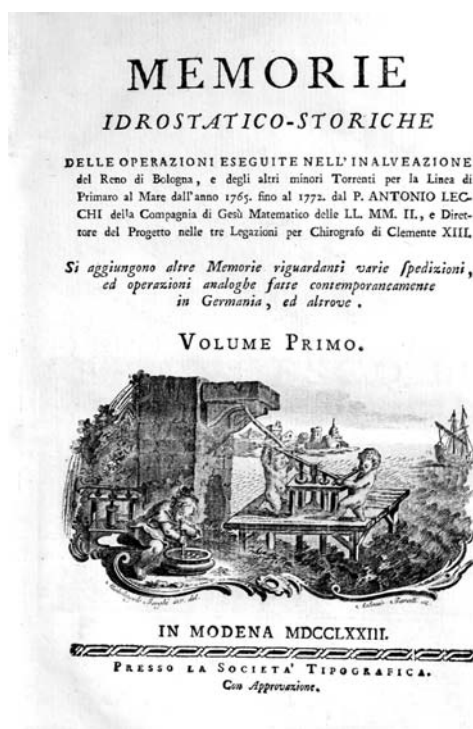 MEMORIE
IDROSTATICO-STORICHE
DELLE OPERAZIONI ESEGUITE NELL' INALVEAZIONE
del Reno di Bologna, e degli altri minori Torrenti per la Linea di
Primaro al Mare dall' anno 1765. fino al 1772. dal P. ANTONIO LEC-
CHI della Compagnia di Gesù Matematico delle LL. MM. II., e Diret-
tore del Progetto nelle tre Legazioni per Chirografo di Clemente XIII.
Si aggiungono altre Memorie riguardanti varie spedizioni,
ed operazioni analoghe fatte contemporaneamente
in Germania, ed altrove.
VOLUME PRIMO.
IN MODENA MDCCLXXIII.
PRESSO LA SOCIETA' TIPOGRAFICA.
Con Approvazione.